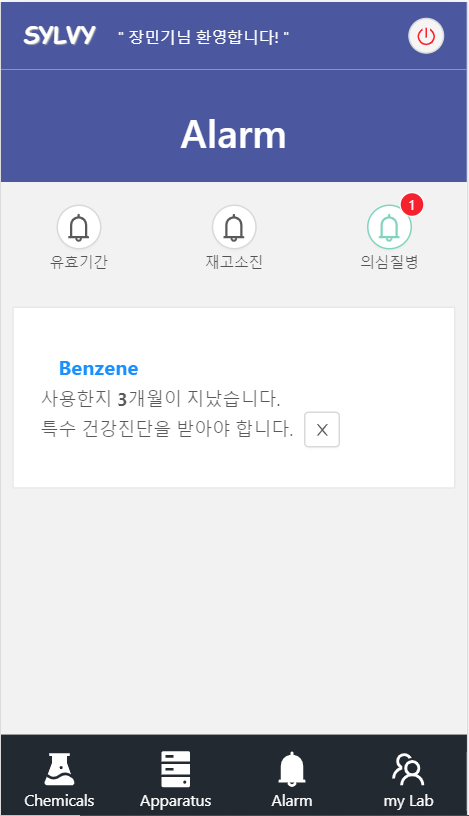 SYLVY " 장민기님 환영합니다! "
Alarm
1
유효기간 재고소진 의심질병
Benzene
사용한지 3개월이 지났습니다.
특수 건강진단을 받아야 합니다. X
Chemicals Apparatus Alarm my Lab